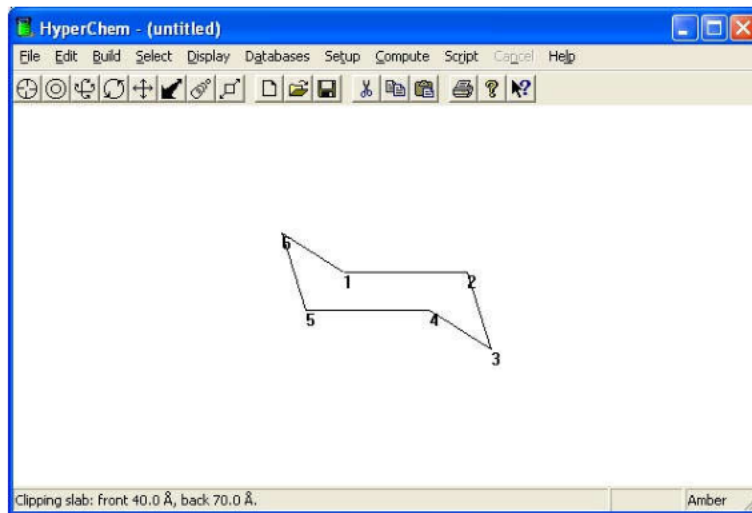 HyperChem - (untitled)
File Edit Build Select Display Databases Setup Compute Script Cancel Help
6
1 2
5 4
3
Clipping slab: front 40.0 Å, back 70.0 Å. Amber